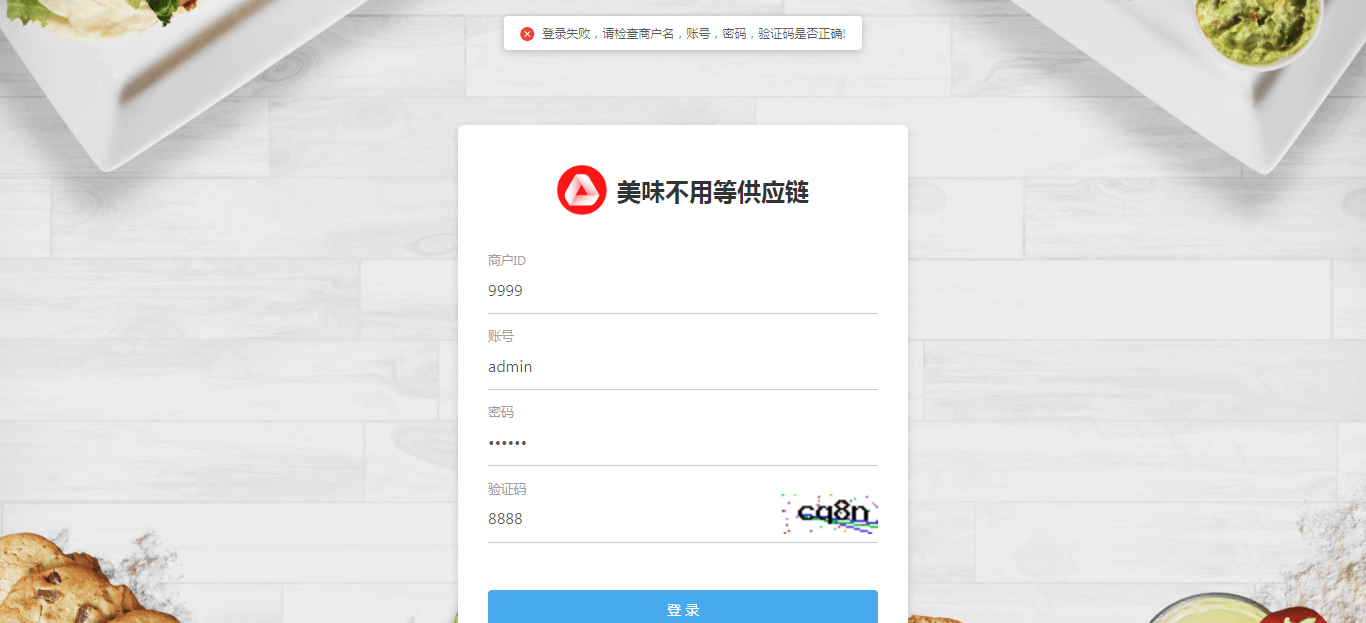 登录失败，请检查商户名，账号，密码，验证码是否正确!
美味不用等供应链
商户ID
9999
账号
admin
密码
••••••
验证码
8888
cq8n
登 录